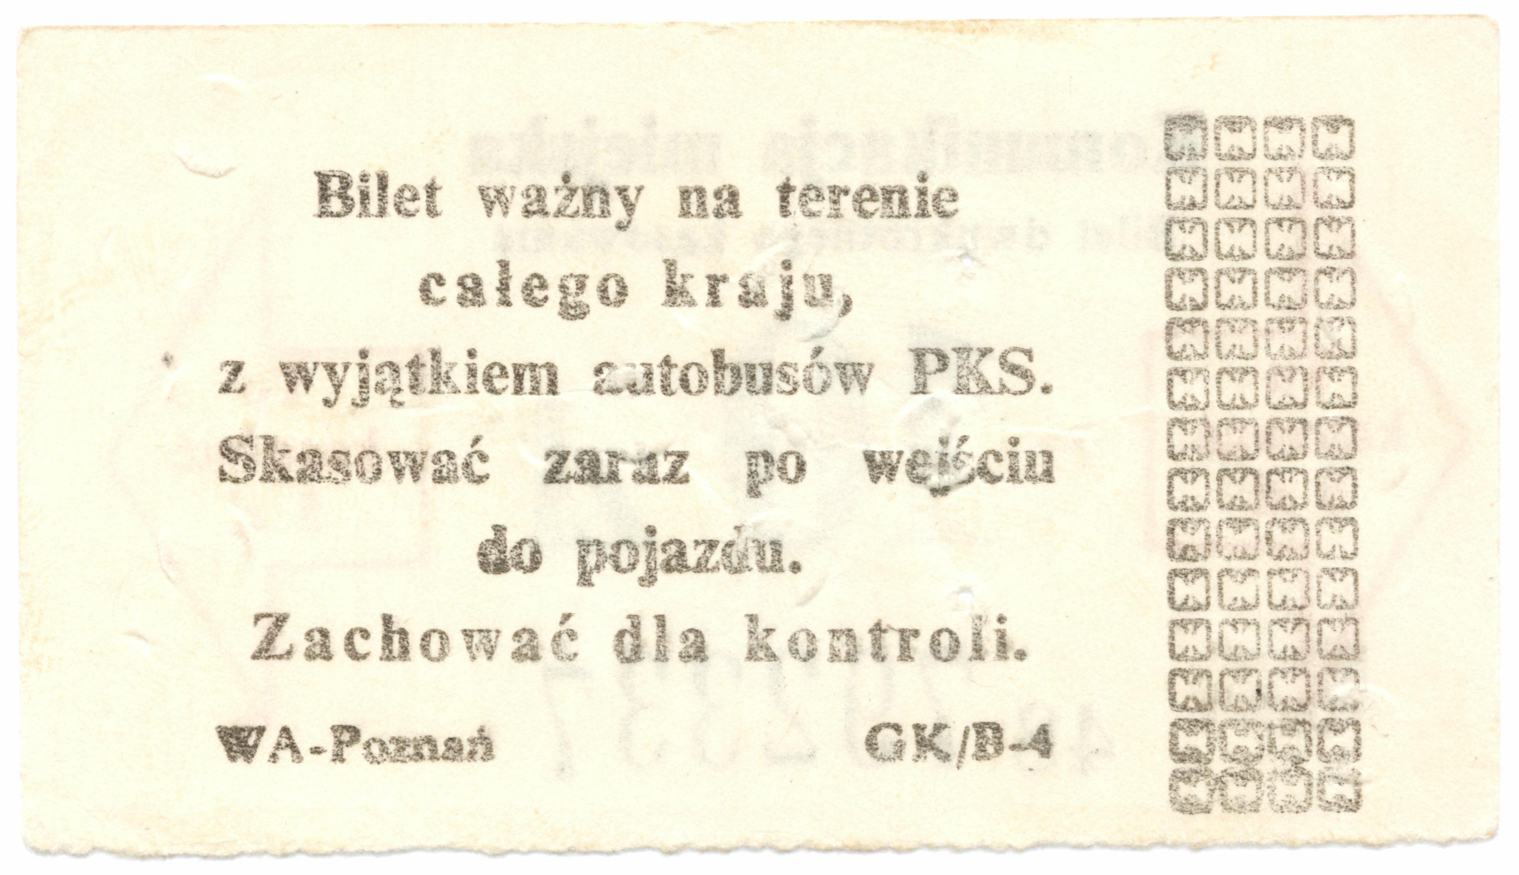 Bilet ważny na terenie
całego kraju,
z wyjątkiem autobusów PKS.
Skasować zaraz po wejściu
do pojazdu.
Zachować dla kontroli.
WA-Poznań GK/B-4